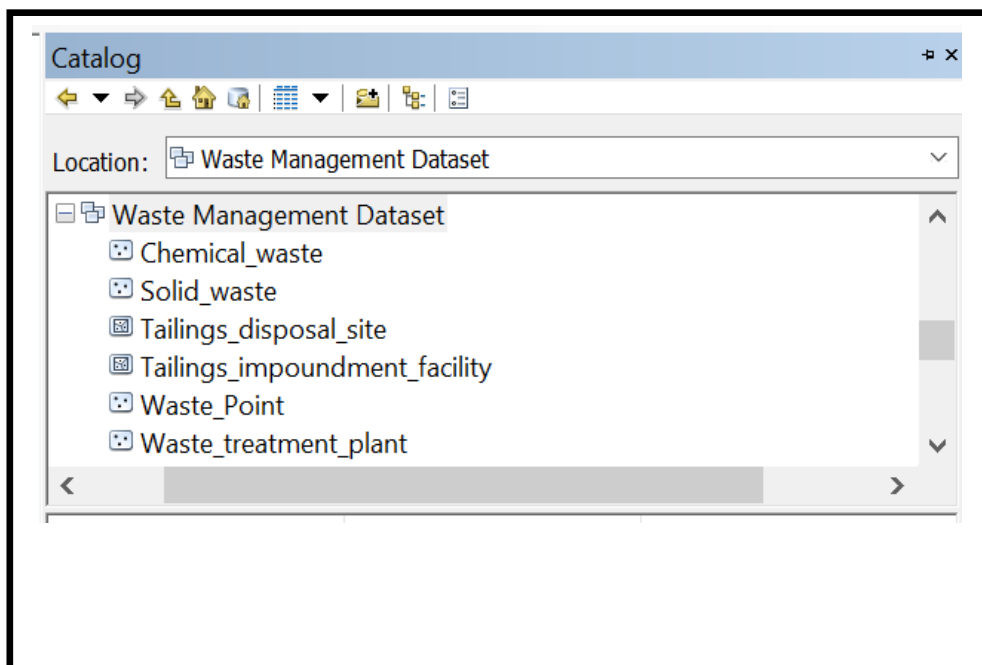 Catalog
Location: Waste Management Dataset
Waste Management Dataset
Chemical_waste
Solid_waste
Tailings_disposal_site
Tailings_impoundment_facility
Waste_Point
Waste_treatment_plant